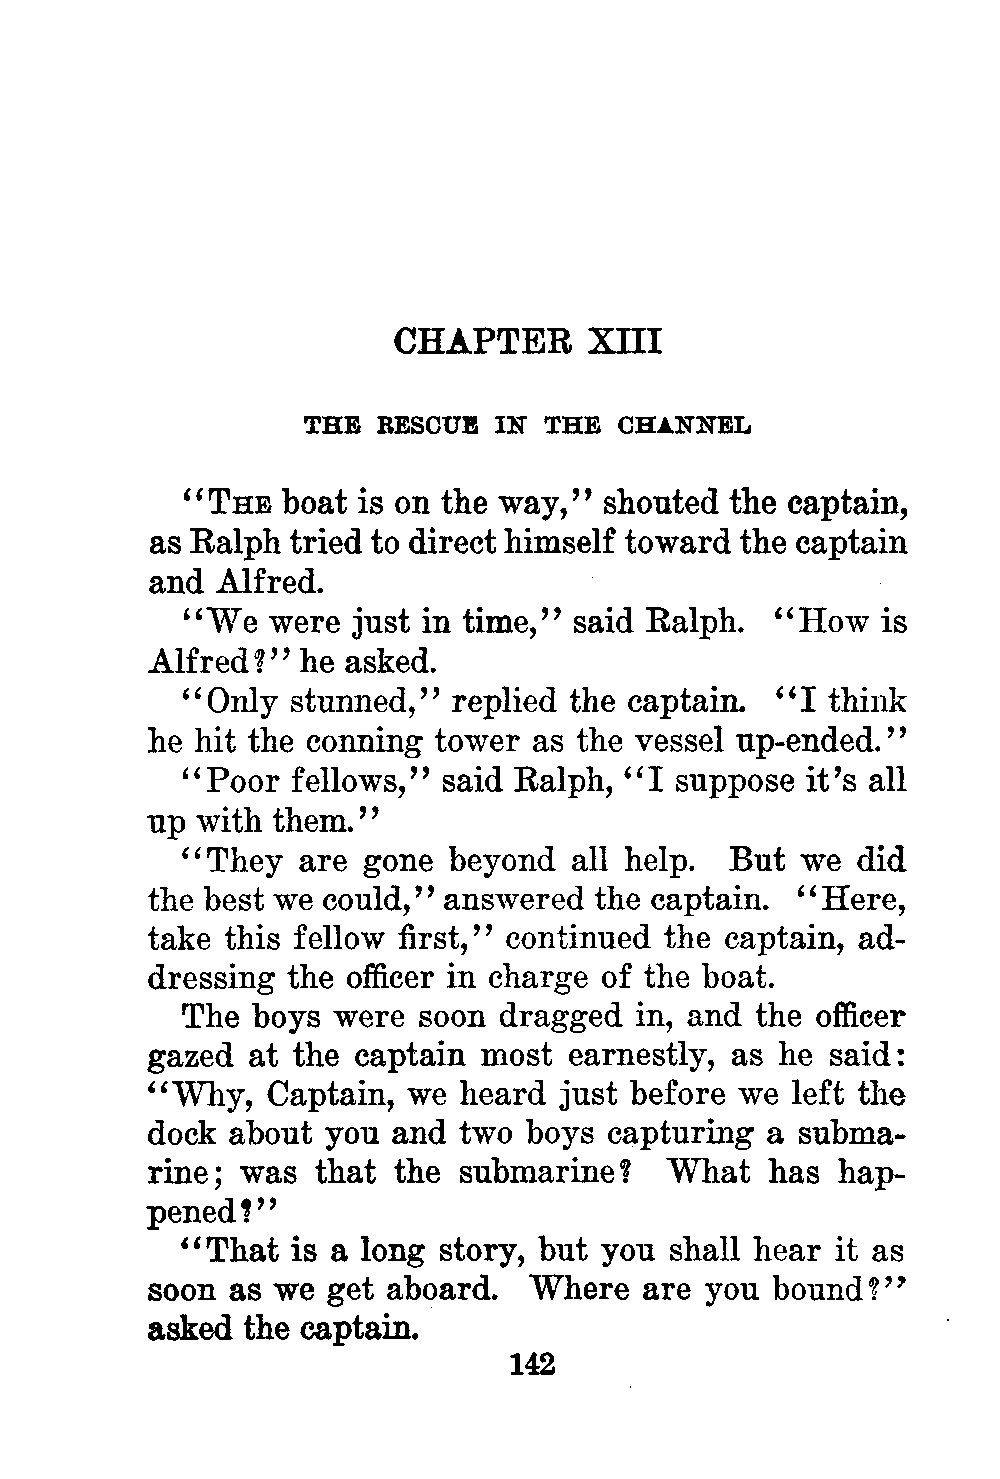 CHAPTER XIII
THE RESCUE IN THE CHANNEL
“THE boat is on the way,” shouted the captain,
as Ralph tried to direct himself toward the captain
and Alfred.
“We were just in time,” said Ralph. “How is
Alfred?” he asked.
“Only stunned,” replied the captain. “I think
he hit the conning tower as the vessel up-ended.”
“Poor fellows,” said Ralph, “I suppose it’s all
up with them.”
“They are gone beyond all help. But we did
the best we could,” answered the captain. “Here,
take this fellow first,” continued the captain, ad-
dressing the officer in charge of the boat.
The boys were soon dragged in, and the officer
gazed at the captain most earnestly, as he said:
“Why, Captain, we heard just before we left the
dock about you and two boys capturing a subma-
rine; was that the submarine? What has hap-
pened?”
“That is a long story, but you shall hear it as
soon as we get aboard. Where are you bound?”
asked the captain.
142